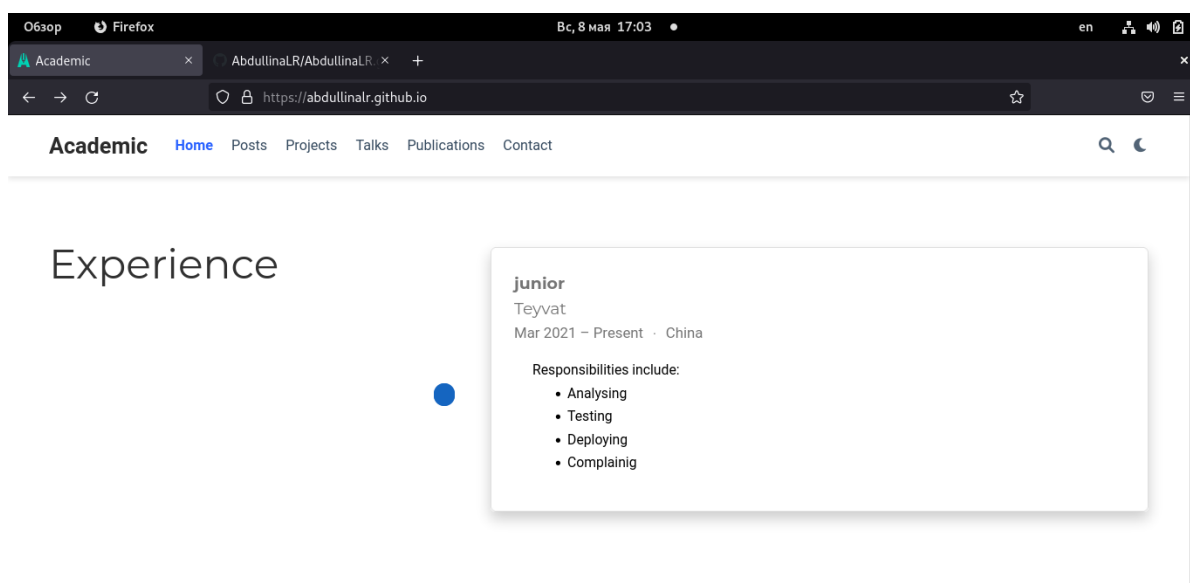 Обзор Firefox Вс, 8 мая 17:03 en
Academic × AbdullinaLR/AbdullinaLR. × + ×
https://abdullinalr.github.io
Academic Home Posts Projects Talks Publications Contact
Experience
junior
Teyvat
Mar 2021 – Present · China
Responsibilities include:
• Analysing
• Testing
• Deploying
• Complainig